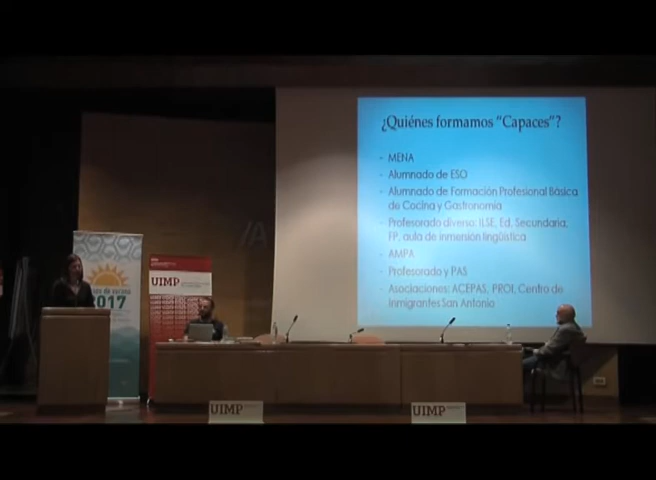 ¿Quiénes formamos "Capaces"?
- MENA
- Alumnado de ESO
- Alumnado de Formación Profesional Básica
de Cocina y Gastronomía
- Profesorado diverso: ILSE, Ed. Secundaria,
FP, aula de inmersión lingüística
- AMPA
- Profesorado y PAS
- Asociaciones: ACEPAS, PROI, Centro de
Inmigrantes San Antonio
2017
UIMP
UIMP
UIMP